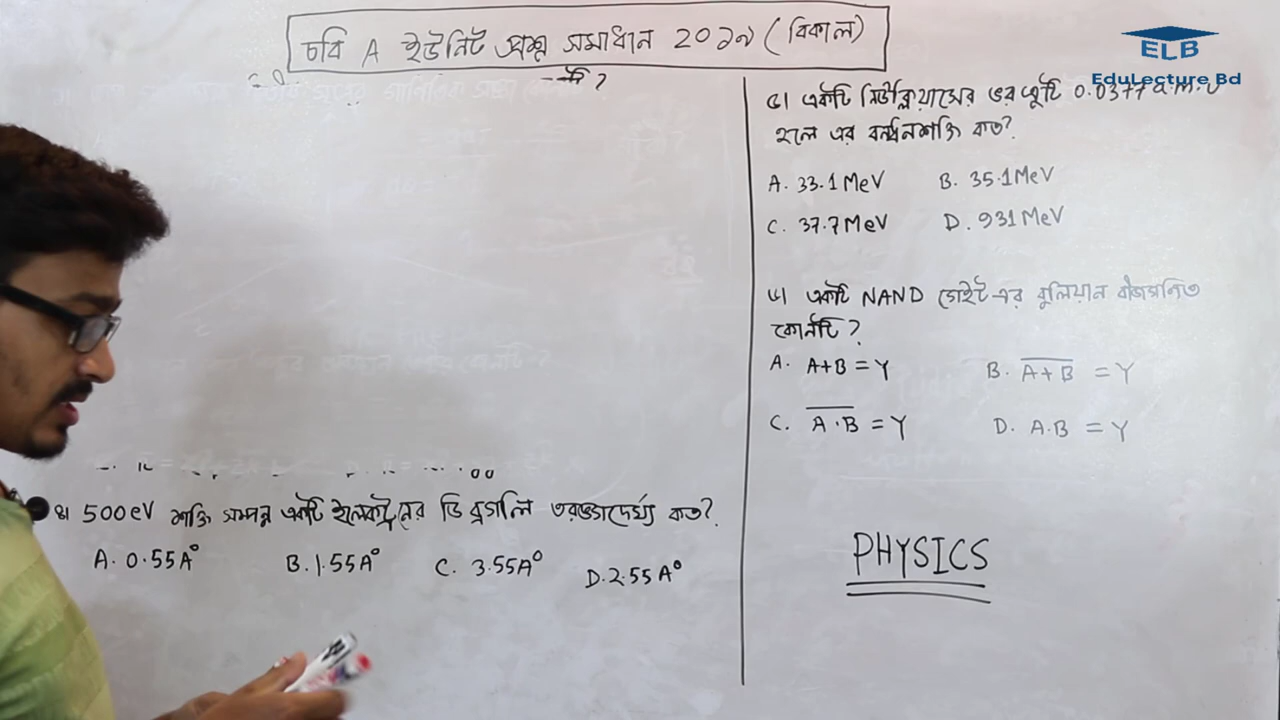 ঢাবি A ইউনিট প্রশ্ন সমাধান ২০১৯ (বিকাল)
ELB
EduLecture Bd
৪। 500eV শক্তি সম্পন্ন একটি ইলেকট্রনের ডি ব্রগলি তরঙ্গদৈর্ঘ্য কত?
A. 0.55A° B. 1.55A° C. 3.55A° D. 2.55A°
৫। একটি নিউক্লিয়াসের ভর ত্রুটি 0.0377 a.m.u
হলে এর বন্ধনশক্তি কত?
A. 33.1 MeV B. 35.1 MeV
C. 37.7 MeV D. 931 MeV
৬। একটি NAND গেইট এর বুলিয়ান বীজগণিত
কোনটি?
A. A+B = Y B. \overline{A+B} = Y
C. \overline{A·B} = Y D. A.B = Y
PHYSICS